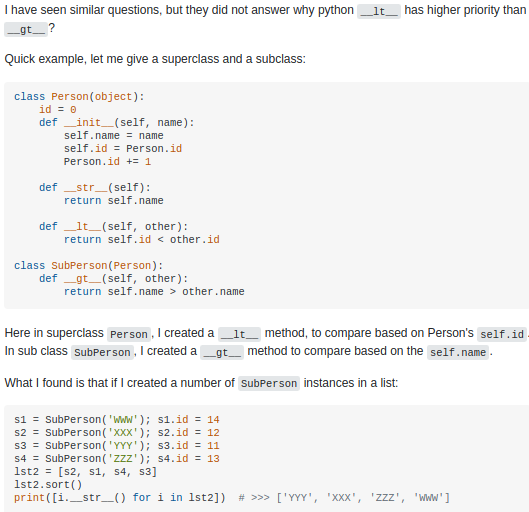 I have seen similar questions, but they did not answer why python __lt__ has higher priority than
__gt__?
Quick example, let me give a superclass and a subclass:
class Person(object):
    id = 0
    def __init__(self, name):
        self.name = name
        self.id = Person.id
        Person.id += 1
    def __str__(self):
        return self.name
    def __lt__(self, other):
        return self.id < other.id
class SubPerson(Person):
    def __gt__(self, other):
        return self.name > other.name
Here in superclass Person, I created a __lt__ method, to compare based on Person's self.id.
In sub class SubPerson, I created a __gt__ method to compare based on the self.name.
What I found is that if I created a number of SubPerson instances in a list:
s1 = SubPerson('WWW'); s1.id = 14
s2 = SubPerson('XXX'); s2.id = 12
s3 = SubPerson('YYY'); s3.id = 11
s4 = SubPerson('ZZZ'); s4.id = 13
lst2 = [s2, s1, s4, s3]
lst2.sort()
print([i.__str__() for i in lst2])  # >>> ['YYY', 'XXX', 'ZZZ', 'WWW']